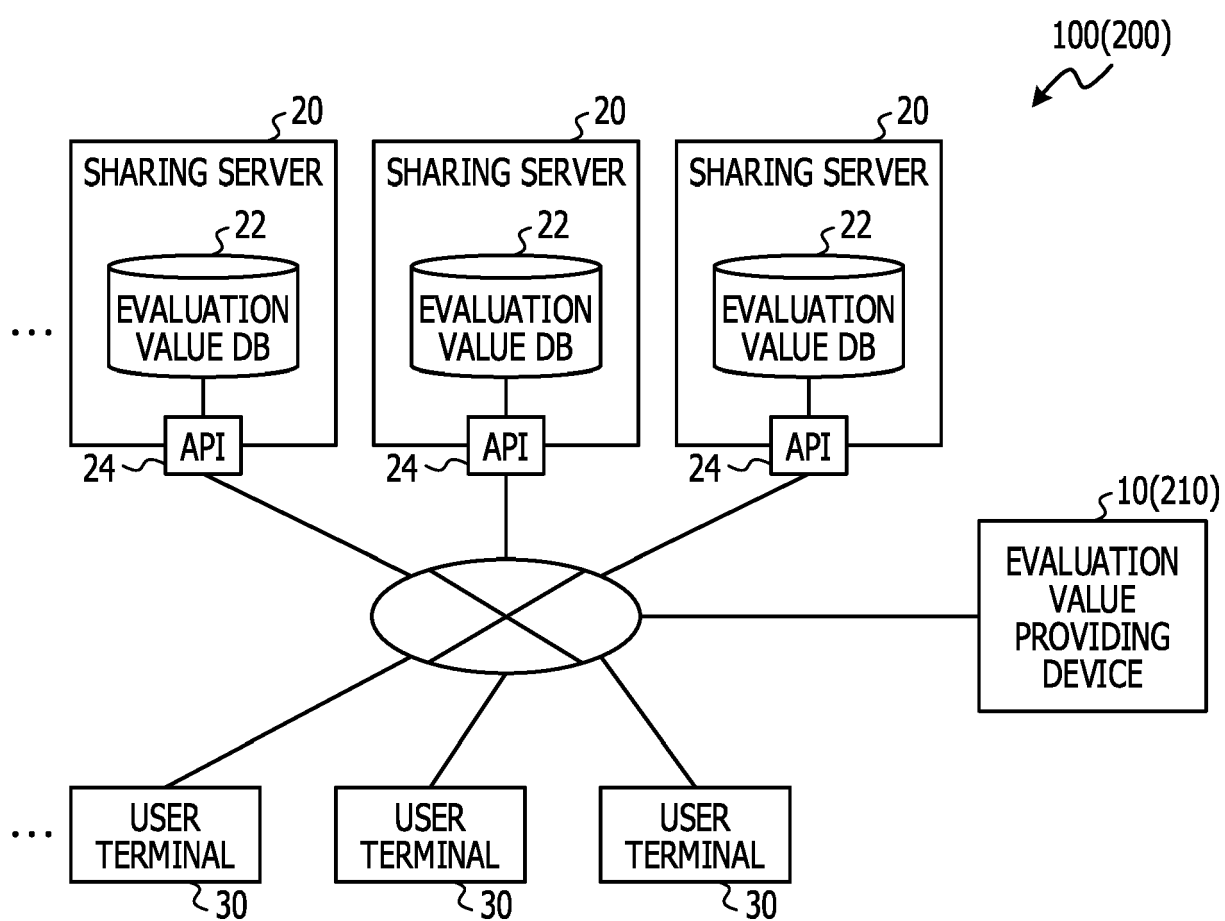 100(200)
20
20
20
SHARING SERVER
SHARING SERVER
SHARING SERVER
22
22
22
EVALUATION
VALUE DB
EVALUATION
VALUE DB
EVALUATION
VALUE DB
...
API
API
API
24
24
24
10(210)
EVALUATION
VALUE
PROVIDING
DEVICE
...
USER
TERMINAL
USER
TERMINAL
USER
TERMINAL
30
30
30